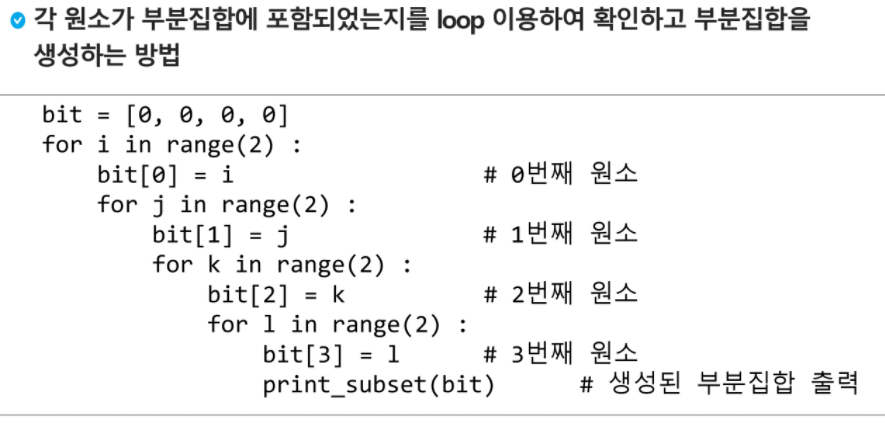 각 원소가 부분집합에 포함되었는지를 loop 이용하여 확인하고 부분집합을
생성하는 방법
bit = [0, 0, 0, 0]
for i in range(2) :
    bit[0] = i                  # 0번째 원소
    for j in range(2) :
        bit[1] = j              # 1번째 원소
        for k in range(2) :
            bit[2] = k          # 2번째 원소
            for l in range(2) :
                bit[3] = l      # 3번째 원소
                print_subset(bit)      # 생성된 부분집합 출력